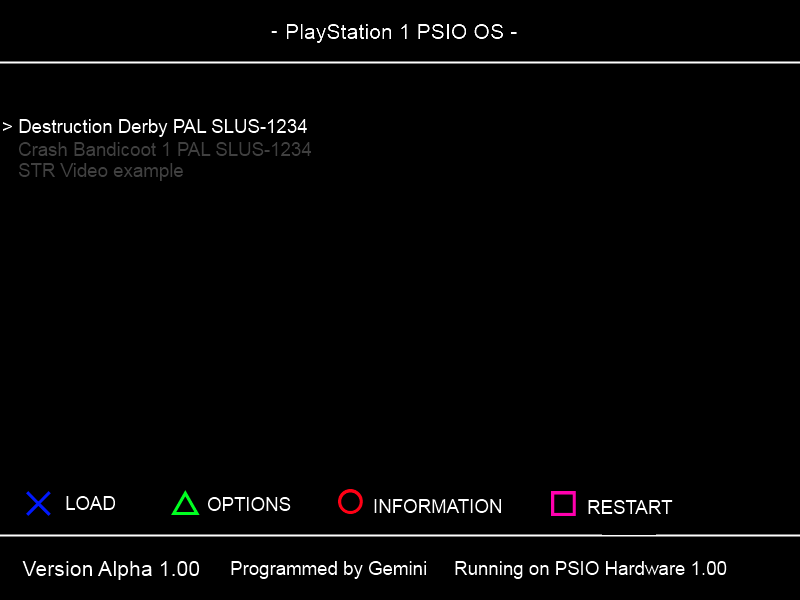 - PlayStation 1 PSIO OS -
> Destruction Derby PAL SLUS-1234
Crash Bandicoot 1 PAL SLUS-1234
STR Video example
LOAD OPTIONS INFORMATION RESTART
Version Alpha 1.00 Programmed by Gemini Running on PSIO Hardware 1.00